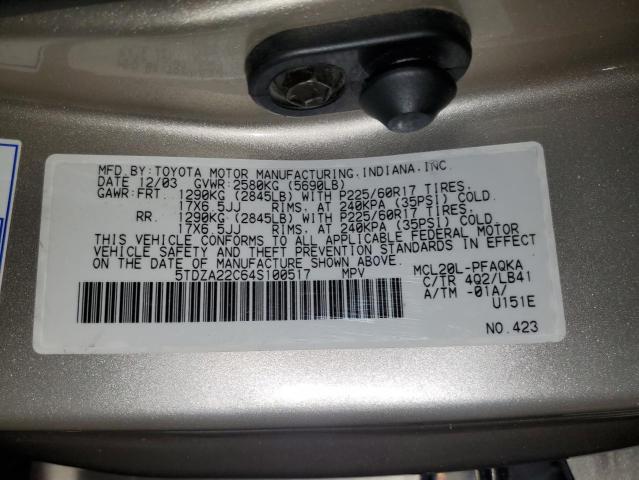 MFD.BY:TOYOTA MOTOR MANUFACTURING,INDIANA,INC.
DATE 12/03 GVWR:2580KG (5690LB)
GAWR:FRT. 1290KG (2845LB) WITH P225/60R17 TIRES,
17X6.5JJ RIMS, AT 240KPA (35PSI) COLD.
RR. 1290KG (2845LB) WITH P225/60R17 TIRES,
17X6.5JJ RIMS, AT 240KPA (35PSI) COLD.
THIS VEHICLE CONFORMS TO ALL APPLICABLE FEDERAL MOTOR
VEHICLE SAFETY AND THEFT PREVENTION STANDARDS IN EFFECT
ON THE DATE OF MANUFACTURE SHOWN ABOVE.
5TDZA22C64S100517 MPV MCL20L-PFAQKA
C/TR 4Q2/LB41
A/TM -01A/
U151E
NO.423